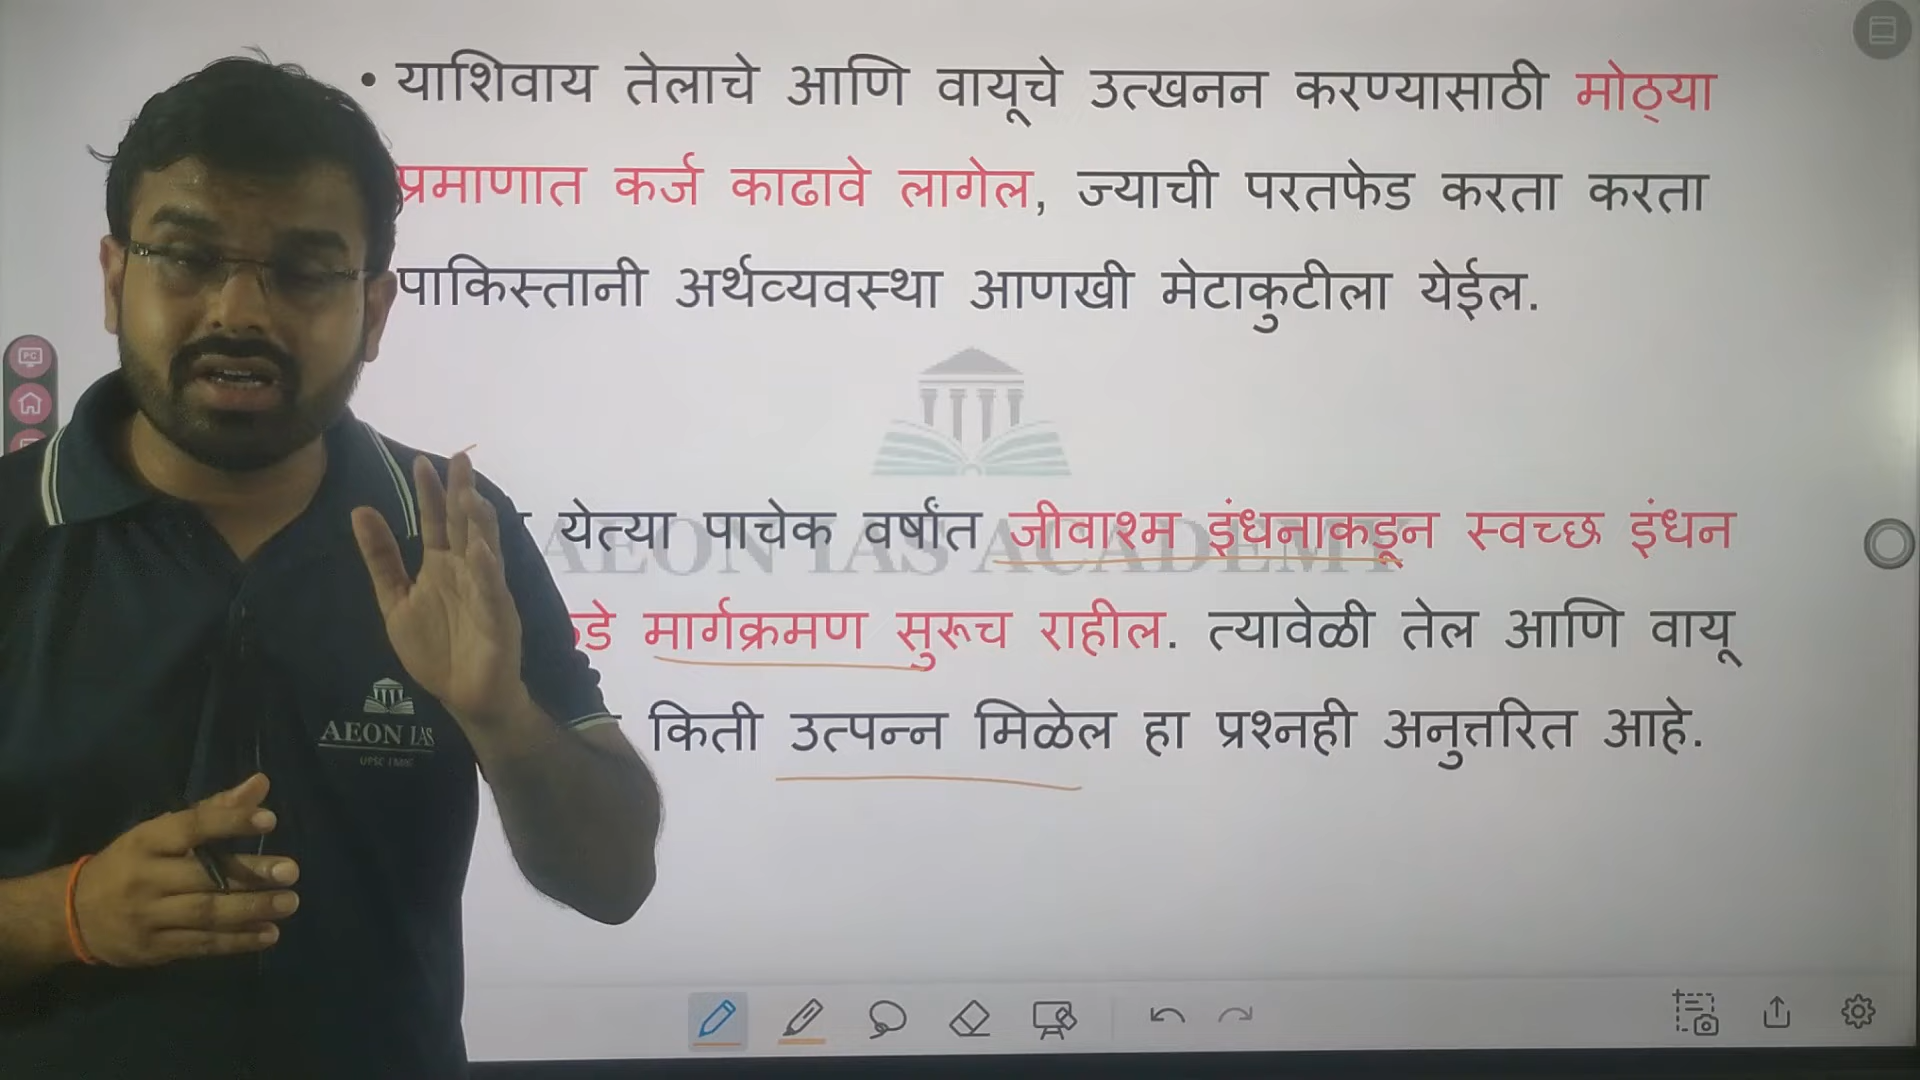 • याशिवाय तेलाचे आणि वायूचे उत्खनन करण्यासाठी मोठ्या
प्रमाणात कर्ज काढावे लागेल, ज्याची परतफेड करता करता
पाकिस्तानी अर्थव्यवस्था आणखी मेटाकुटीला येईल.
येत्या पाचेक वर्षांत जीवाश्म इंधनाकडून स्वच्छ इंधन
AEON IAS ACADEMY
मार्गक्रमण सुरूच राहील. त्यावेळी तेल आणि वायू
किती उत्पन्न मिळेल हा प्रश्नही अनुत्तरित आहे.
AEON IAS
PC